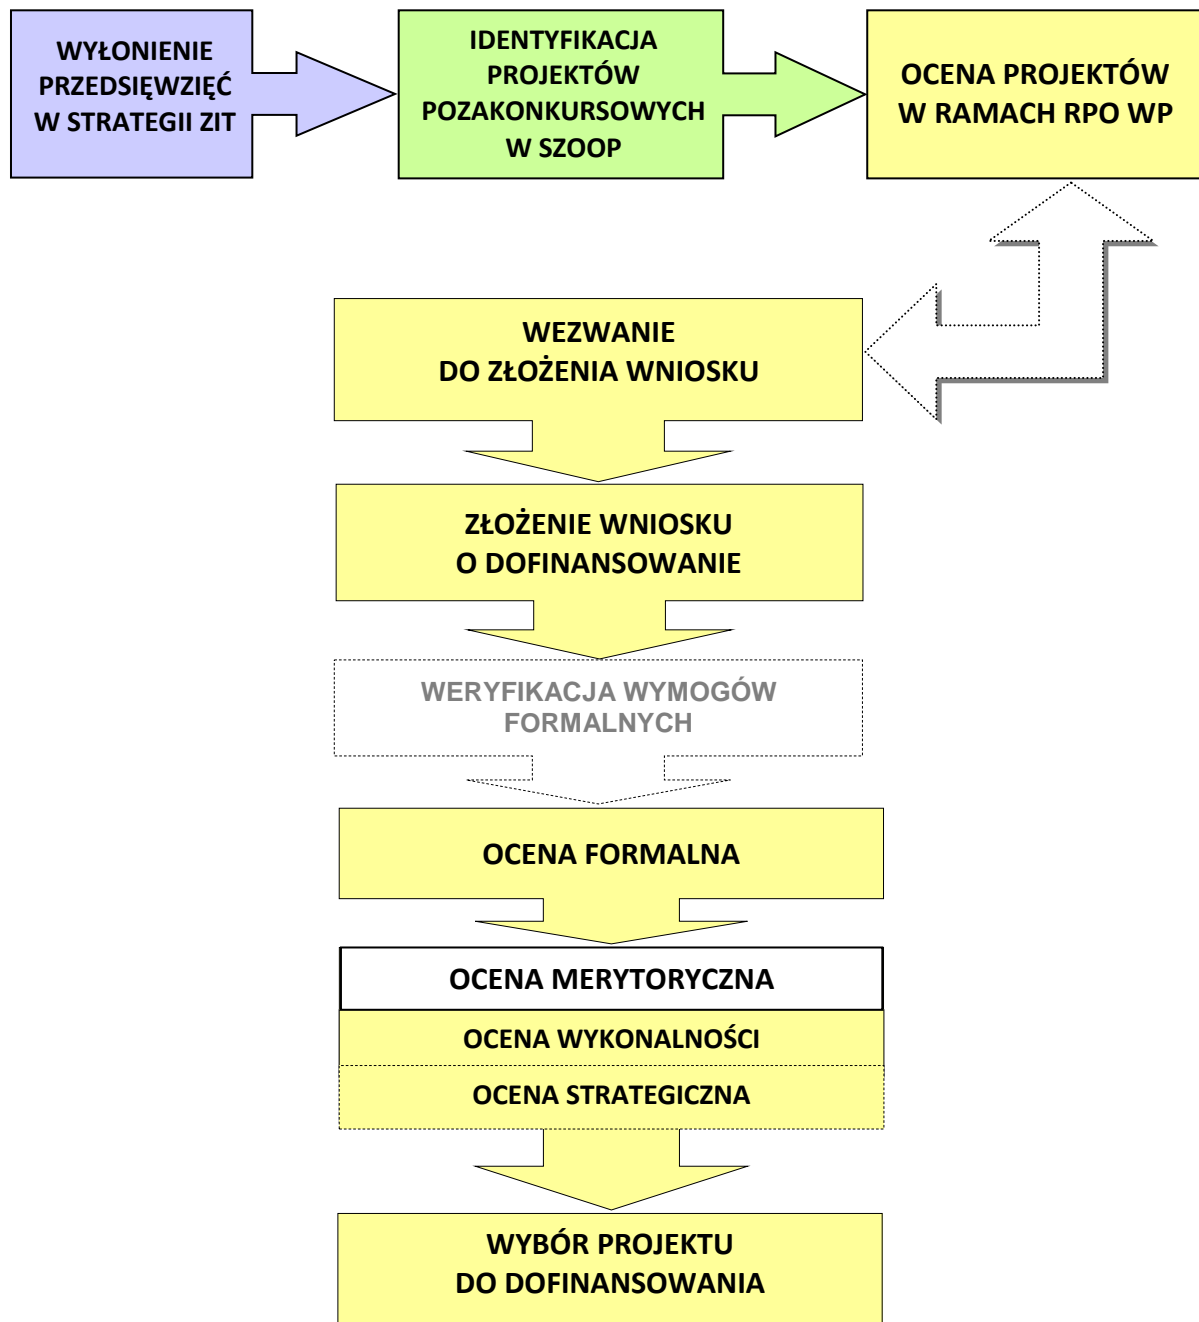 WYŁONIENIE
PRZEDSIĘWZIĘĆ
W STRATEGII ZIT
IDENTYFIKACJA
PROJEKTÓW
POZAKONKURSOWYCH
W SZOOP
OCENA PROJEKTÓW
W RAMACH RPO WP
WEZWANIE
DO ZŁOŻENIA WNIOSKU
ZŁOŻENIE WNIOSKU
O DOFINANSOWANIE
WERYFIKACJA WYMOGÓW
FORMALNYCH
OCENA FORMALNA
OCENA MERYTORYCZNA
OCENA WYKONALNOŚCI
OCENA STRATEGICZNA
WYBÓR PROJEKTU
DO DOFINANSOWANIA